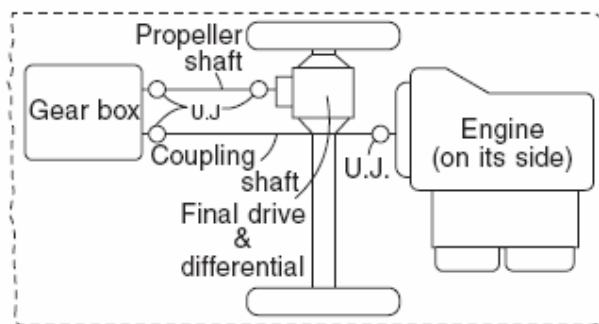 Propeller
shaft
Gear box
U.J
Coupling
shaft
U.J.
Engine
(on its side)
Final drive
&
differential